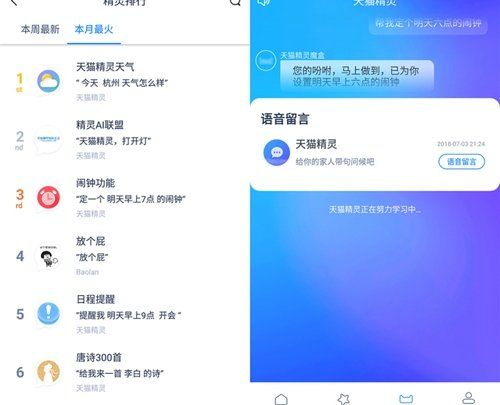 精灵排行
本周最新
本月最火
1
st
天猫精灵天气
“ 今天 杭州 天气怎么样”
天猫精灵
2
nd
精灵AI联盟
“天猫精灵，打开灯”
天猫精灵
3
rd
闹钟功能
“定一个 明天早上7点 的闹钟”
天猫精灵
4
放个屁
“放个屁”
Baolan
5
日程提醒
“提醒我 明天早上9点 开会 ”
天猫精灵
6
唐诗300首
“给我来一首 李白 的诗”
天猫精灵
天猫精灵
帮我定个明天六点的闹钟
天猫精灵魔盒
您的吩咐，马上做到，已为你
设置明天早上六点的闹钟
语音留言
天猫精灵
2018-07-03 21:24
给你的家人带句问候吧
语音留言
天猫精灵正在努力学习中...